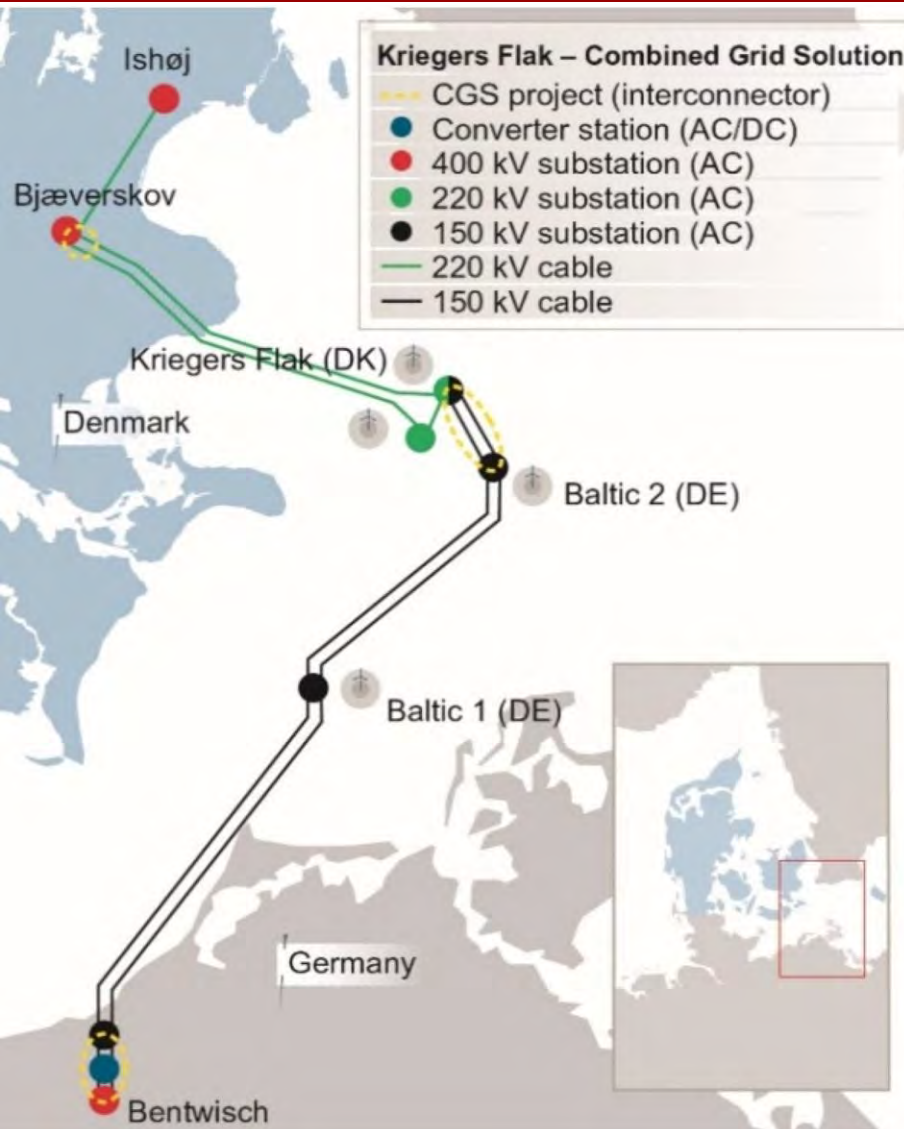 Ishøj
Bjæverskov
Kriegers Flak – Combined Grid Solution
CGS project (interconnector)
Converter station (AC/DC)
400 kV substation (AC)
220 kV substation (AC)
150 kV substation (AC)
220 kV cable
150 kV cable
Kriegers Flak (DK)
Denmark
Baltic 2 (DE)
Baltic 1 (DE)
Germany
Bentwisch